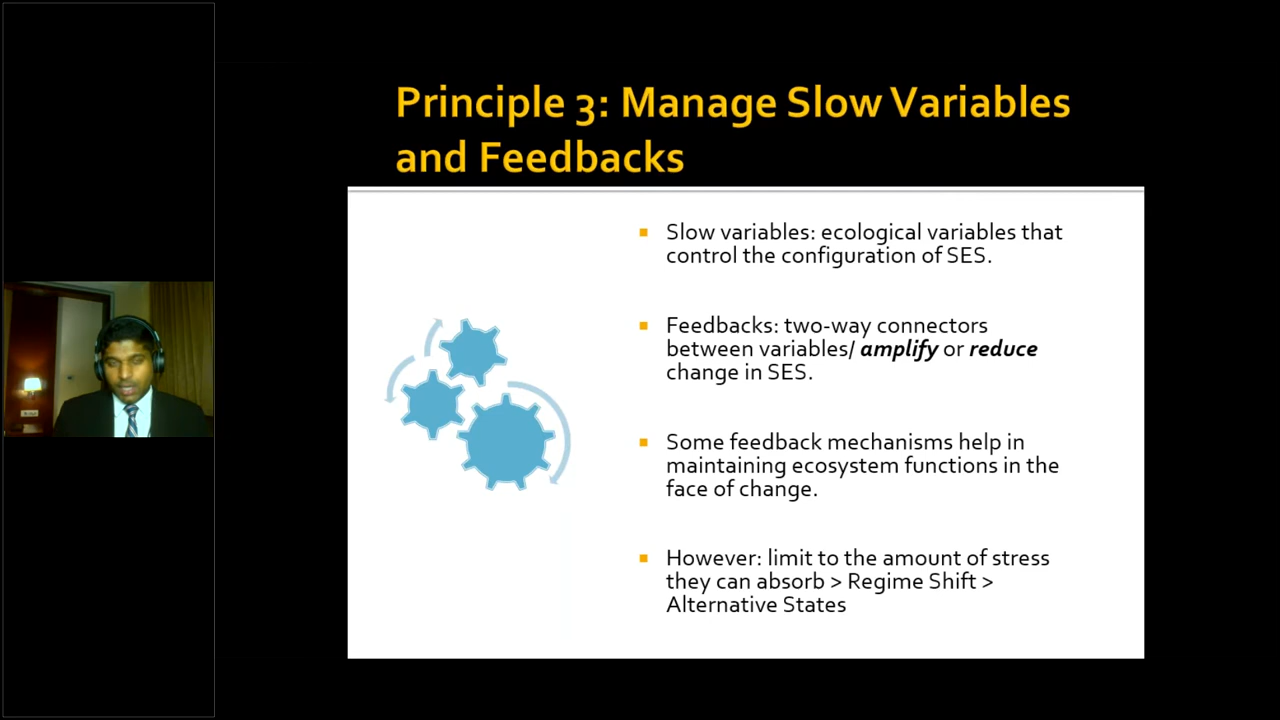 Principle 3: Manage Slow Variables
and Feedbacks
Slow variables: ecological variables that
control the configuration of SES.
Feedbacks: two-way connectors
between variables/ amplify or reduce
change in SES.
Some feedback mechanisms help in
maintaining ecosystem functions in the
face of change.
However: limit to the amount of stress
they can absorb > Regime Shift >
Alternative States